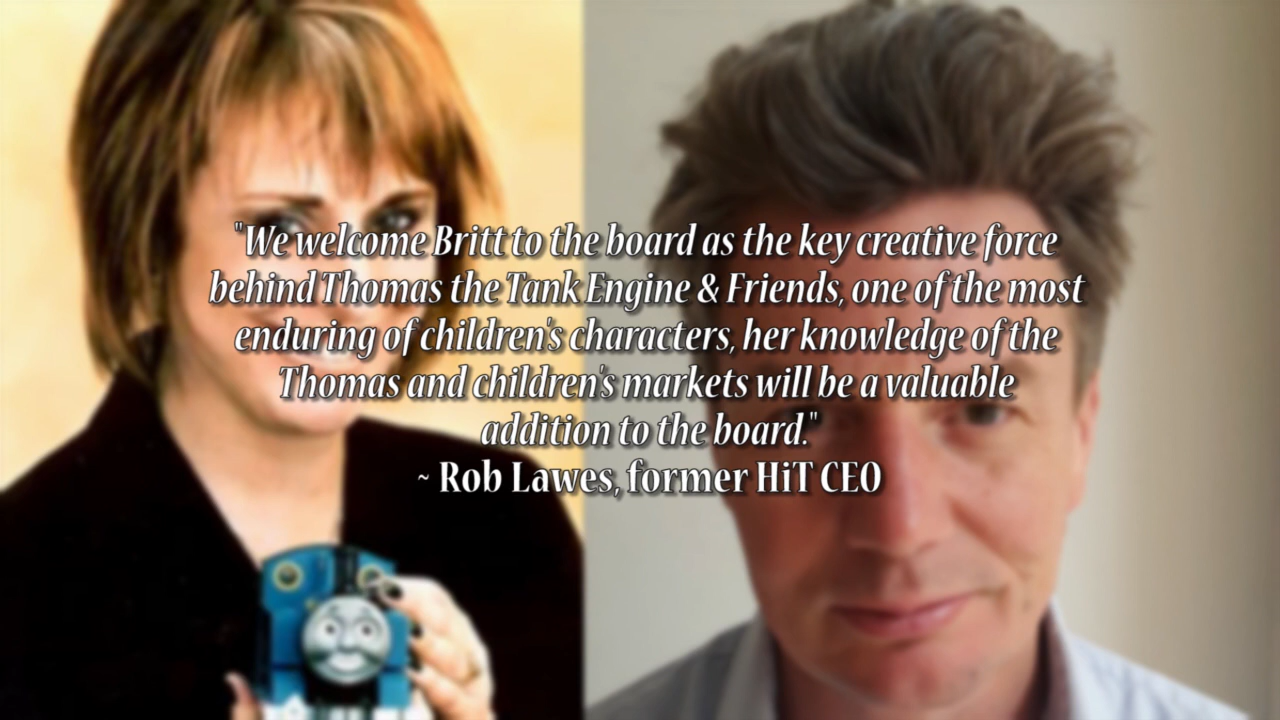 "We welcome Britt to the board as the key creative force
behind Thomas the Tank Engine & Friends, one of the most
enduring of children's characters, her knowledge of the
Thomas and children's markets will be a valuable
addition to the board."
~ Rob Lawes, former HiT CEO